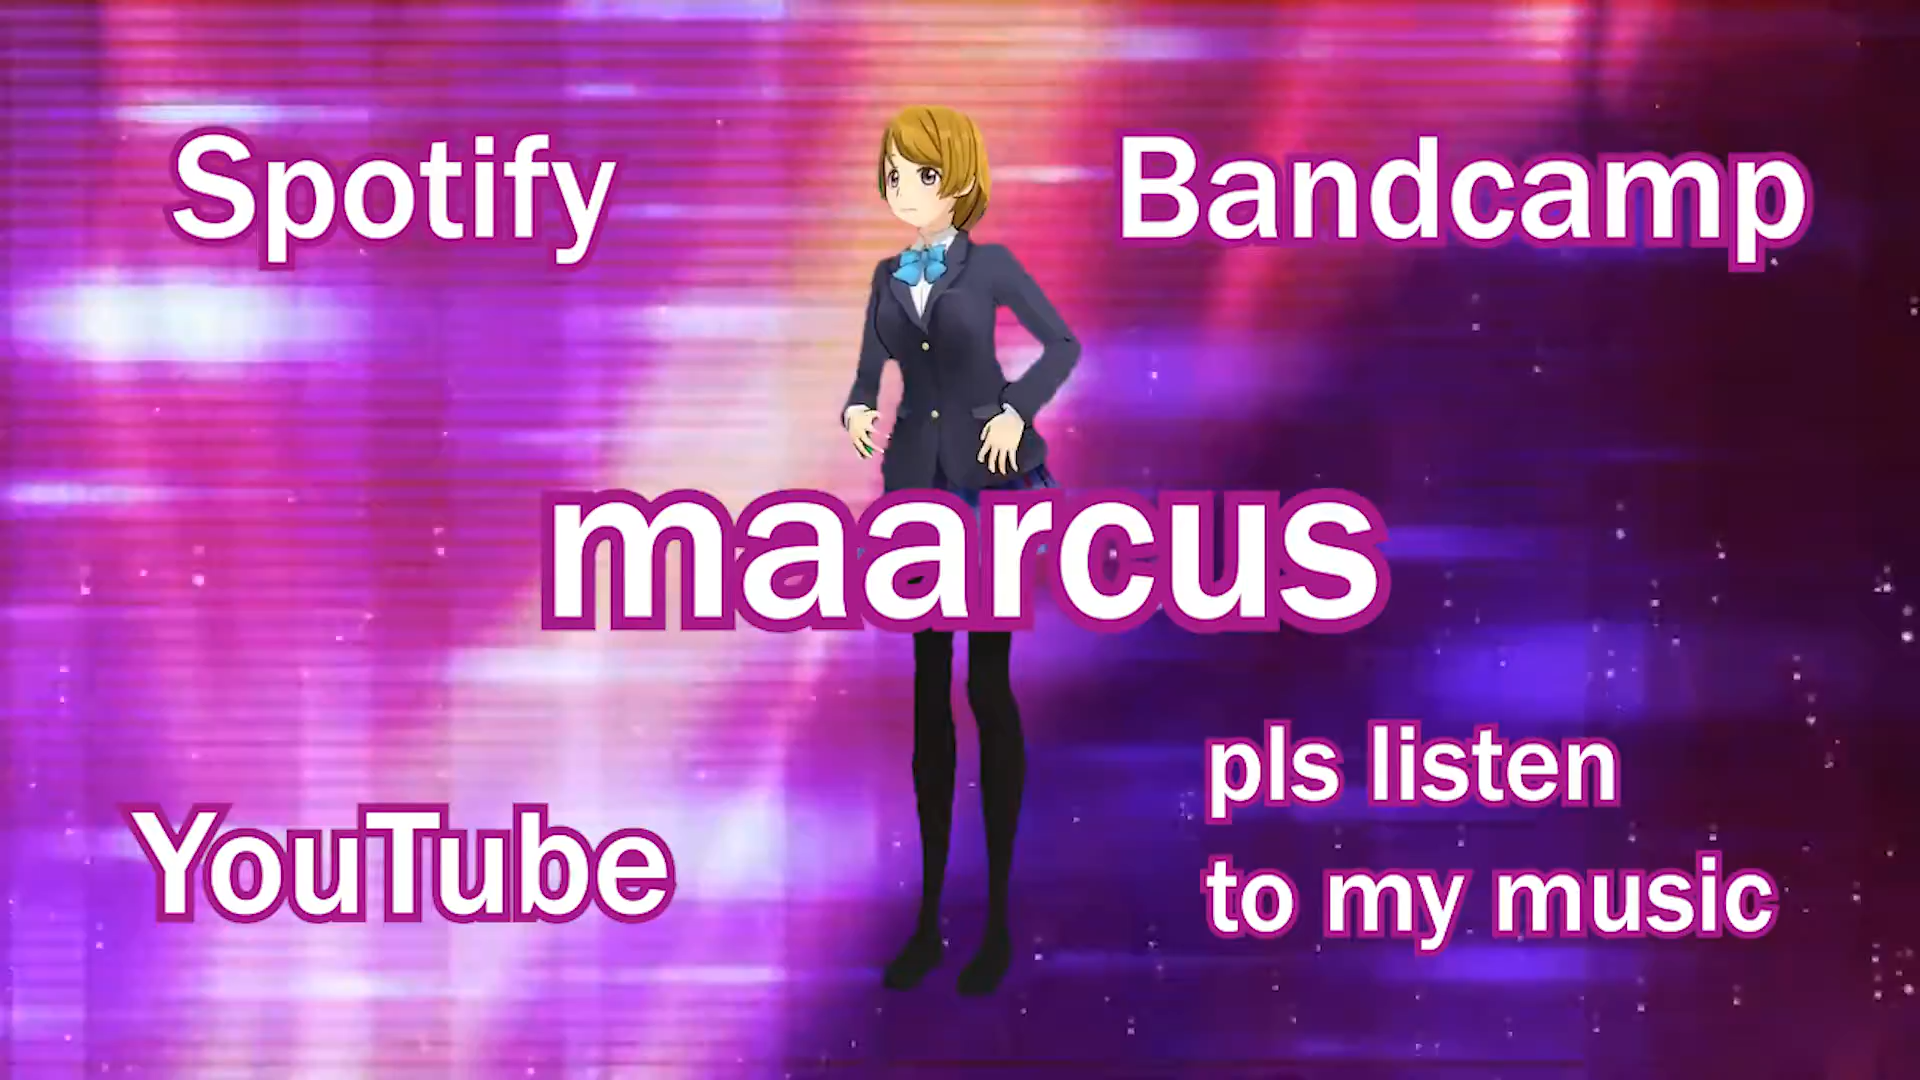 Spotify
Bandcamp
maarcus
YouTube
pls listen
to my music